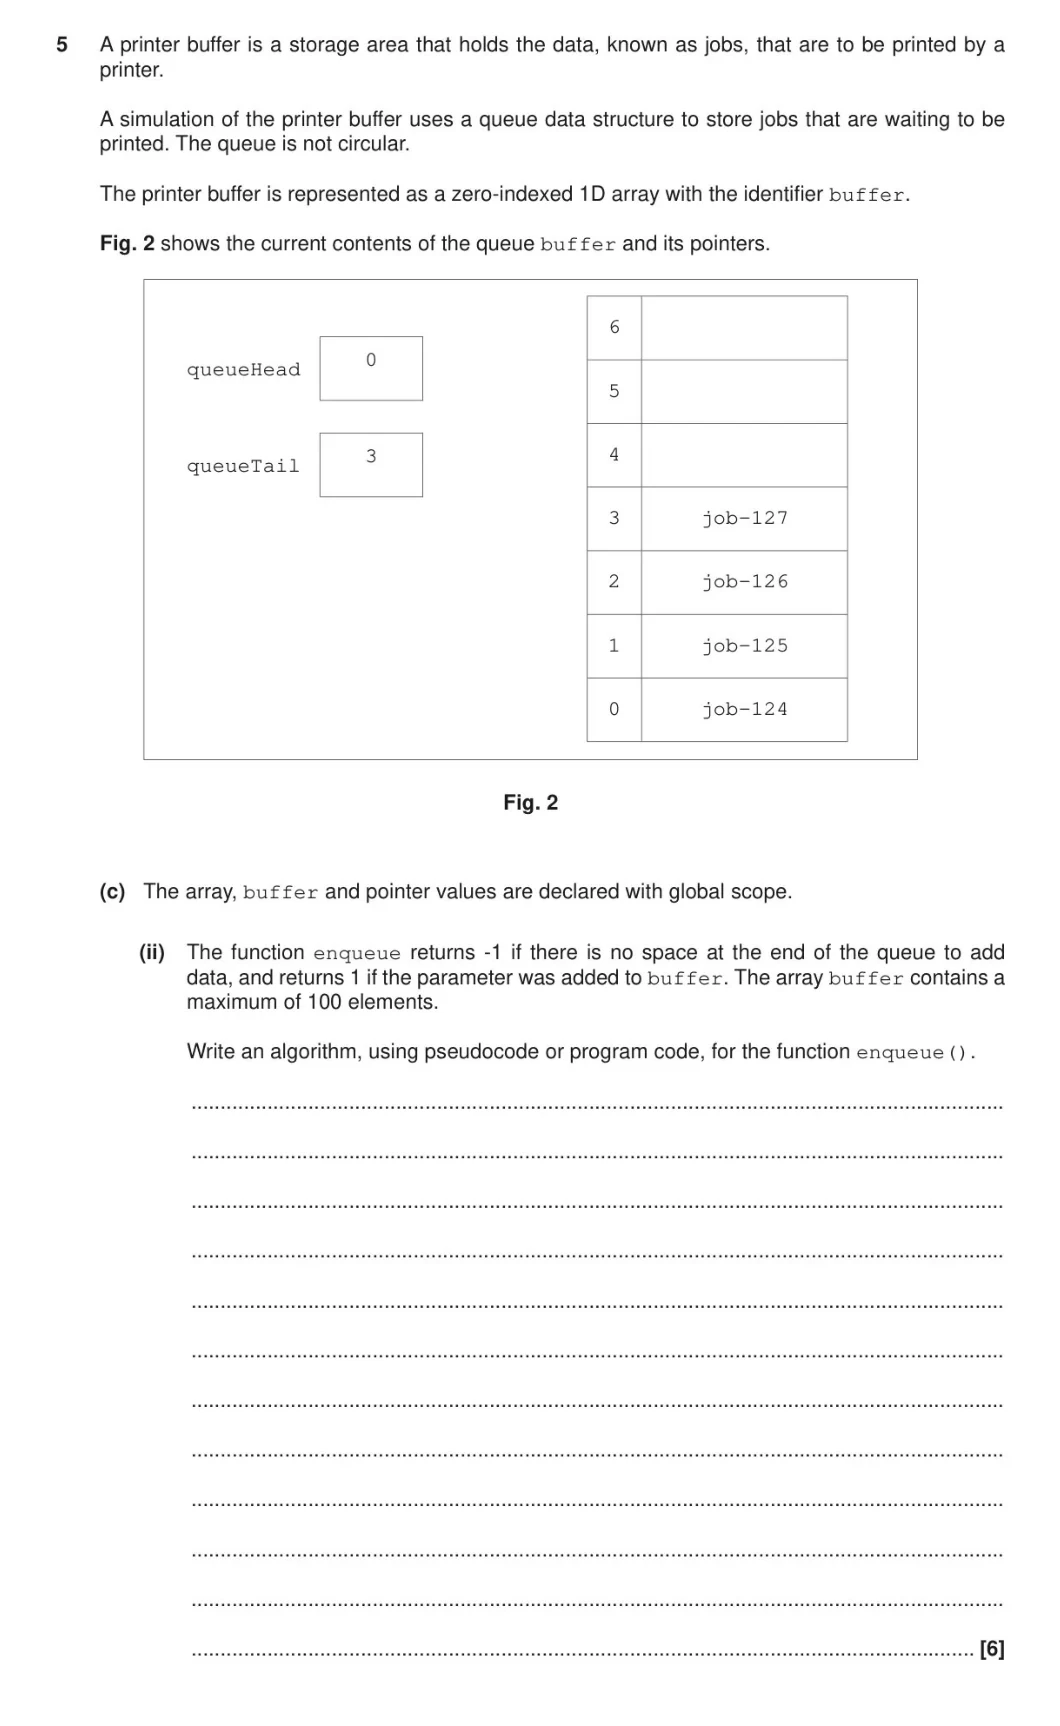 5 A printer buffer is a storage area that holds the data, known as jobs, that are to be printed by a
printer.
A simulation of the printer buffer uses a queue data structure to store jobs that are waiting to be
printed. The queue is not circular.
The printer buffer is represented as a zero-indexed 1D array with the identifier buffer.
Fig. 2 shows the current contents of the queue buffer and its pointers.
queueHead 0
queueTail 3
6
5
4
3 job-127
2 job-126
1 job-125
0 job-124
Fig. 2
(c) The array, buffer and pointer values are declared with global scope.
(ii) The function enqueue returns -1 if there is no space at the end of the queue to add
data, and returns 1 if the parameter was added to buffer. The array buffer contains a
maximum of 100 elements.
Write an algorithm, using pseudocode or program code, for the function enqueue().
[6]